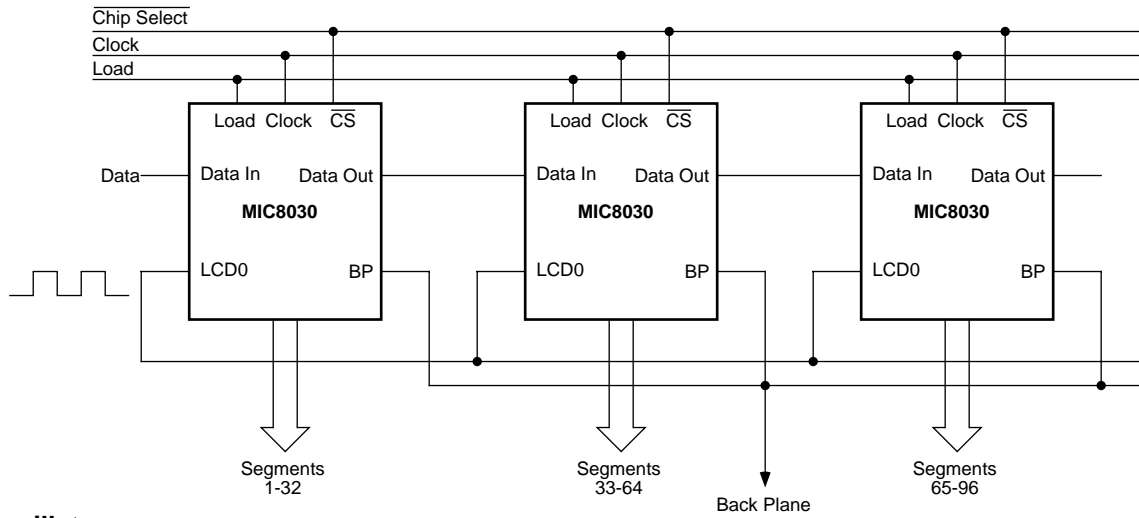 Chip Select
Clock
Load
Load Clock CS
Load Clock CS
Load Clock CS
Data
Data In Data Out
Data In Data Out
Data In Data Out
MIC8030
MIC8030
MIC8030
LCD0 BP
LCD0 BP
LCD0 BP
Segments
1-32
Segments
33-64
Segments
65-96
Back Plane